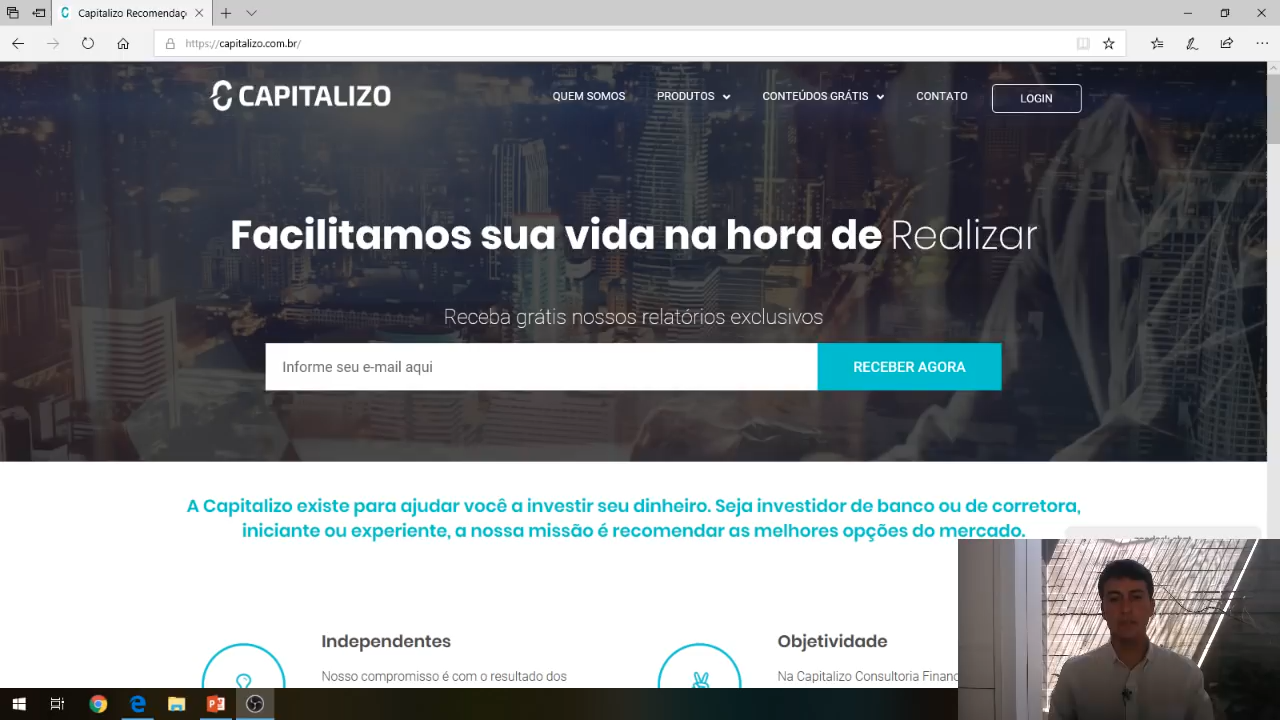 Capitalizo Recomendaç
https://capitalizo.com.br/
CAPITALIZO
QUEM SOMOS
PRODUTOS
CONTEÚDOS GRÁTIS
CONTATO
LOGIN
Facilitamos sua vida na hora de Realizar
Receba grátis nossos relatórios exclusivos
Informe seu e-mail aqui
RECEBER AGORA
A Capitalizo existe para ajudar você a investir seu dinheiro. Seja investidor de banco ou de corretora,
iniciante ou experiente, a nossa missão é recomendar as melhores opções do mercado.
Independentes
Objetividade
Nosso compromisso é com o resultado dos
Na Capitalizo Consultoria Financ